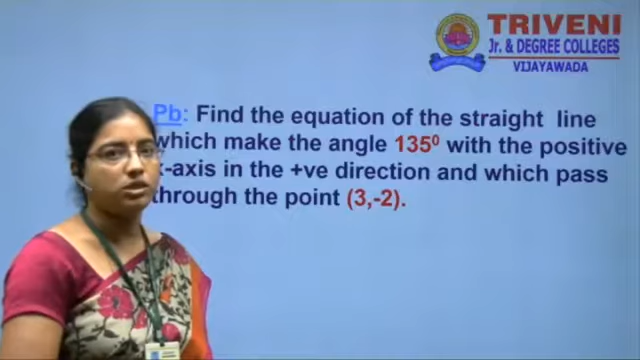 TRIVENI
Jr. & DEGREE COLLEGES
VIJAYAWADA
Pb: Find the equation of the straight line
which make the angle 135⁰ with the positive
x-axis in the +ve direction and which pass
through the point (3,-2).